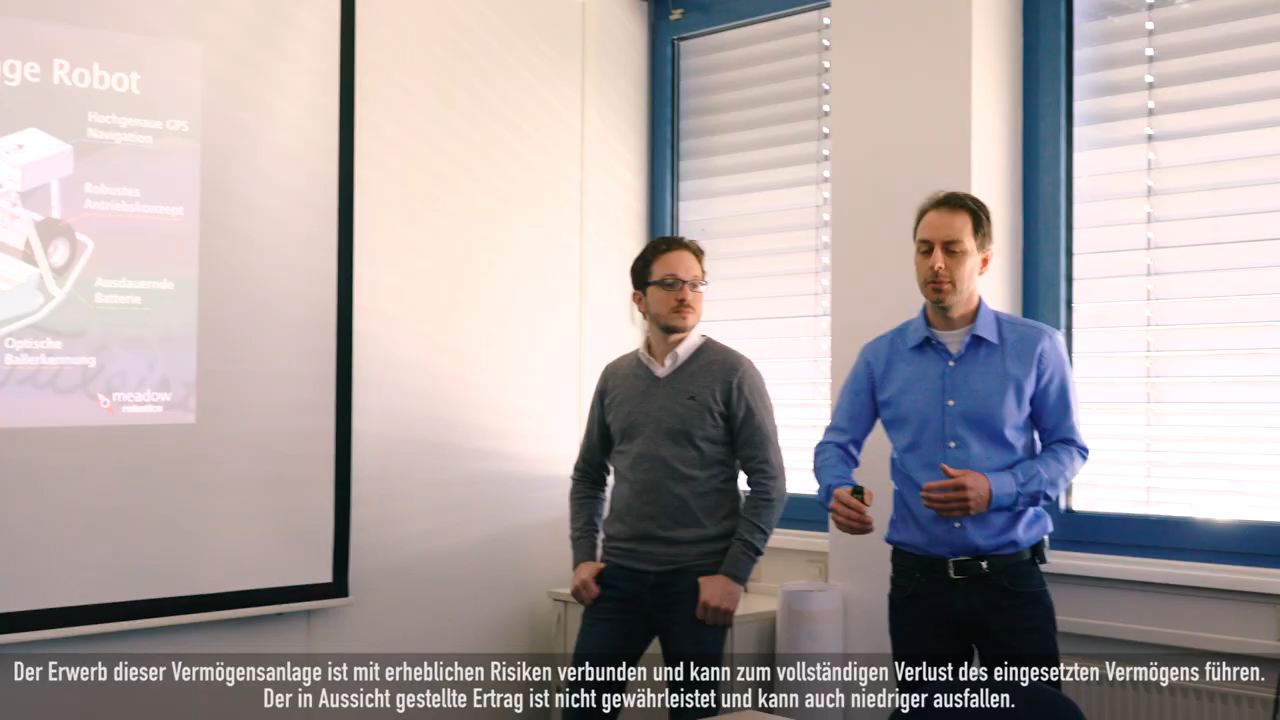 ge Robot
Hochgenaue GPS
Navigation
Robustes
Antriebskonzept
Ausdauernde
Batterie
Optische
Ballerkennung
meadow
robotics
Der Erwerb dieser Vermögensanlage ist mit erheblichen Risiken verbunden und kann zum vollständigen Verlust des eingesetzten Vermögens führen.
Der in Aussicht gestellte Ertrag ist nicht gewährleistet und kann auch niedriger ausfallen.